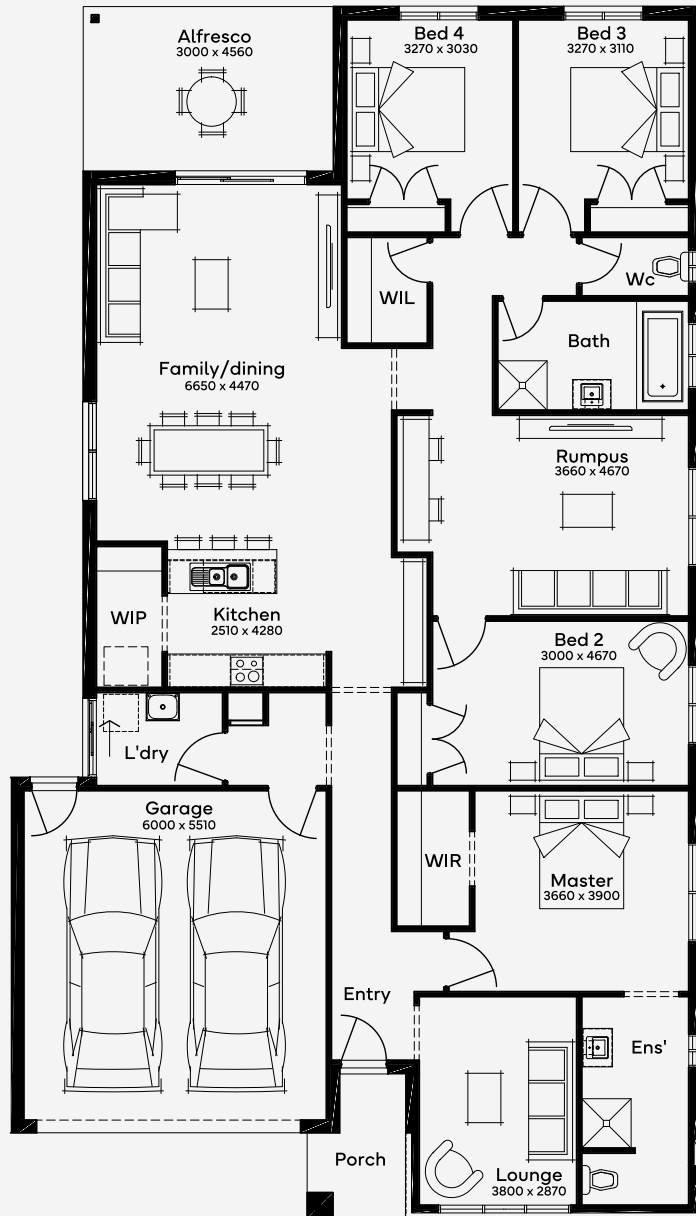 Alfresco
3000 x 4560
Bed 4
3270 x 3030
Bed 3
3270 x 3110
WIL
Wc
Bath
Family/dining
6650 x 4470
Rumpus
3660 x 4670
WIP
Kitchen
2510 x 4280
Bed 2
3000 x 4670
L'dry
Garage
6000 x 5510
WIR
Master
3660 x 3900
Entry
Ens'
Porch
Lounge
3800 x 2870